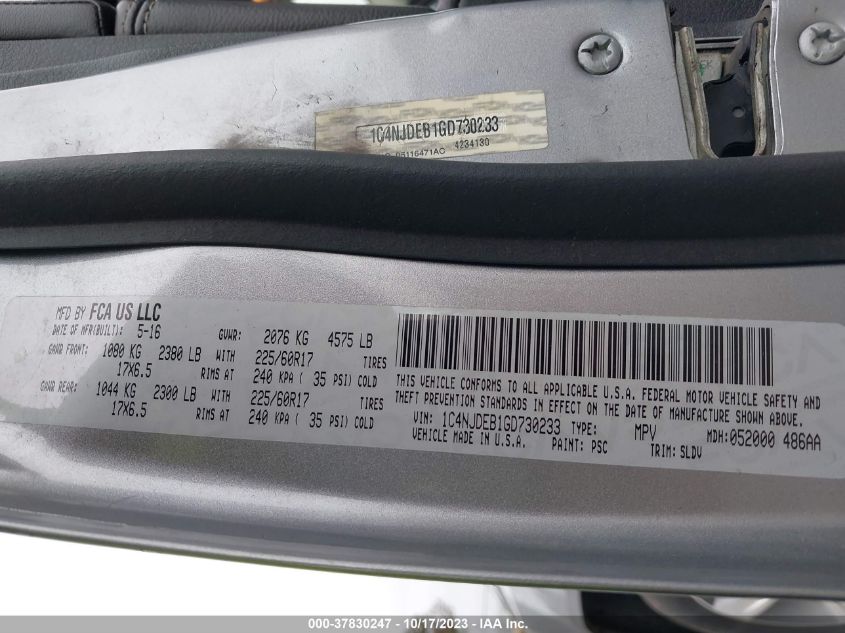 1C4NJDEB1GD730233
05116471AC 4234130
MFD BY FCA US LLC
DATE OF MFR(BUILT): 5-16 GVWR: 2076 KG 4575 LB
GAWR FRONT: 1080 KG 2380 LB WITH 225/60R17 TIRES
17X6.5 RIMS AT 240 KPA ( 35 PSI) COLD
GAWR REAR: 1044 KG 2300 LB WITH 225/60R17 TIRES
17X6.5 RIMS AT 240 KPA ( 35 PSI) COLD
THIS VEHICLE CONFORMS TO ALL APPLICABLE U.S.A. FEDERAL MOTOR VEHICLE SAFETY AND
THEFT PREVENTION STANDARDS IN EFFECT ON THE DATE OF MANUFACTURE SHOWN ABOVE.
VIN: 1C4NJDEB1GD730233 TYPE: MPV MDH:052000 486AA
VEHICLE MADE IN U.S.A. PAINT: PSC TRIM: SLDV
000-37830247 - 10/17/2023 - IAA Inc.